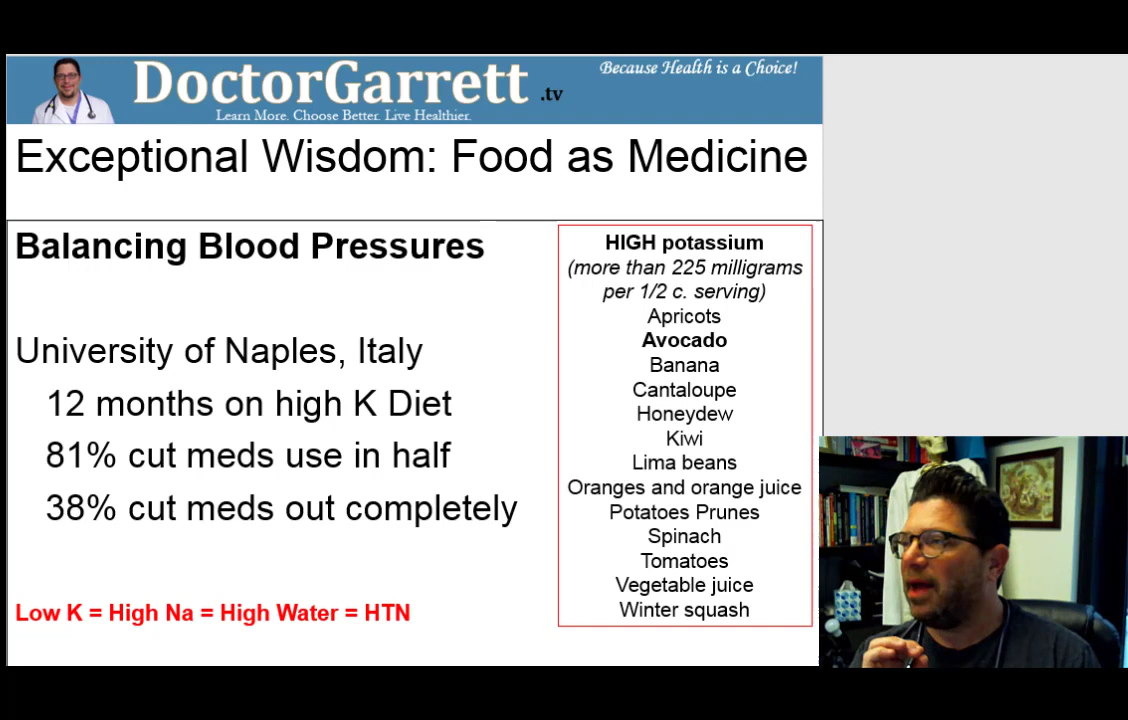 DoctorGarrett .tv
Because Health is a Choice!
Learn More. Choose Better. Live Healthier.
Exceptional Wisdom: Food as Medicine
Balancing Blood Pressures
University of Naples, Italy
12 months on high K Diet
81% cut meds use in half
38% cut meds out completely
Low K = High Na = High Water = HTN
HIGH potassium
(more than 225 milligrams
per 1/2 c. serving)
Apricots
Avocado
Banana
Cantaloupe
Honeydew
Kiwi
Lima beans
Oranges and orange juice
Potatoes Prunes
Spinach
Tomatoes
Vegetable juice
Winter squash